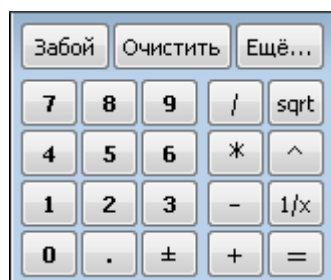 Забой Очистить Ещё...
7 8 9 / sqrt
4 5 6 * ^
1 2 3 - 1/x
0 . ± + =